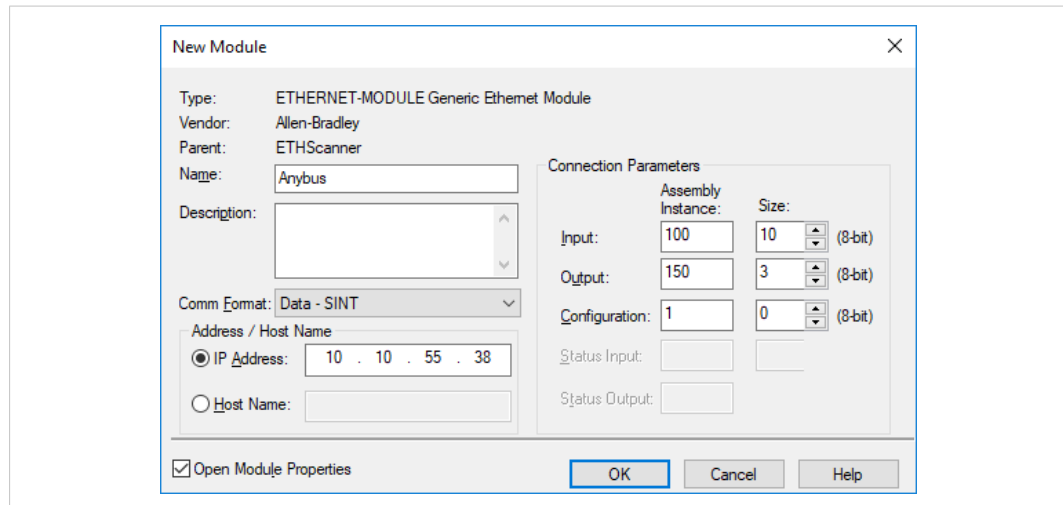 New Module
Type: ETHERNET-MODULE Generic Ethernet Module
Vendor: Allen-Bradley
Parent: ETHScanner
Name: Anybus
Description:
Comm Format: Data - SINT
Address / Host Name
IP Address: 10 . 10 . 55 . 38
Host Name:
Connection Parameters
Assembly
Instance: Size:
Input: 100 10 (8-bit)
Output: 150 3 (8-bit)
Configuration: 1 0 (8-bit)
Status Input:
Status Output:
Open Module Properties
OK Cancel Help